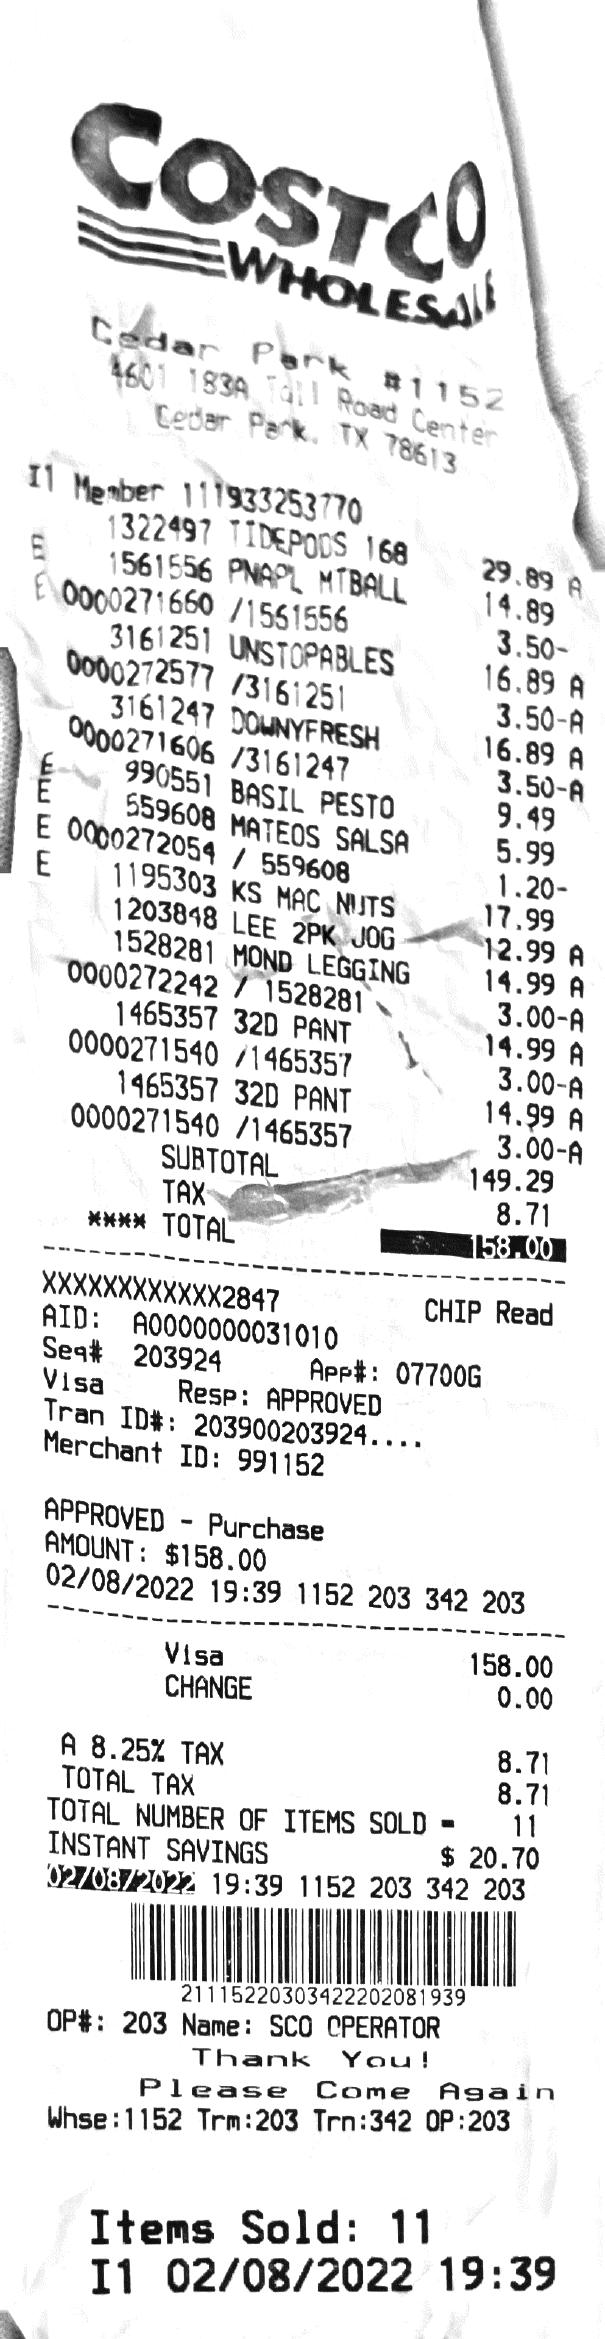 COSTCO
WHOLESALE
Cedar Park #1152
4601 183A Toll Road Center
Cedar Park, TX 78613
I1 Member 111933253770
1322497 TIDEPODS 168 29.89 A
E 1561556 PNAPL MTBALL 14.89
E 0000271660 /1561556 3.50-
3161251 UNSTOPABLES 16.89 A
0000272577 /3161251 3.50-A
3161247 DOWNYFRESH 16.89 A
0000271606 /3161247 3.50-A
E 990551 BASIL PESTO 9.49
E 559608 MATEOS SALSA 5.99
E 0000272054 / 559608 1.20-
E 1195303 KS MAC NUTS 17.99
1203848 LEE 2PK JOG 12.99 A
1528281 MOND LEGGING 14.99 A
0000272242 / 1528281 3.00-A
1465357 32D PANT 14.99 A
0000271540 /1465357 3.00-A
1465357 32D PANT 14.99 A
0000271540 /1465357 3.00-A
SUBTOTAL 149.29
TAX 8.71
**** TOTAL 158.00
XXXXXXXXXXXX2847 CHIP Read
AID: A0000000031010
Seq# 203924 App#: 07700G
Visa Resp: APPROVED
Tran ID#: 203900203924....
Merchant ID: 991152
APPROVED - Purchase
AMOUNT: $158.00
02/08/2022 19:39 1152 203 342 203
Visa 158.00
CHANGE 0.00
A 8.25% TAX 8.71
TOTAL TAX 8.71
TOTAL NUMBER OF ITEMS SOLD = 11
INSTANT SAVINGS $ 20.70
02/08/2022 19:39 1152 203 342 203
21115220303422202081939
OP#: 203 Name: SCO OPERATOR
Thank You!
Please Come Again
Whse:1152 Trm:203 Trn:342 OP:203
Items Sold: 11
I1 02/08/2022 19:39